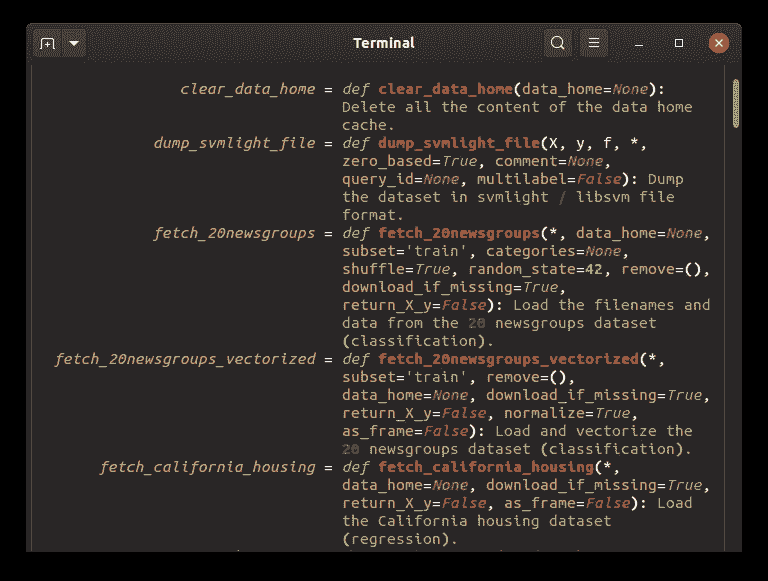 Terminal
clear_data_home = def clear_data_home(data_home=None):
Delete all the content of the data home
cache.
dump_svmlight_file = def dump_svmlight_file(X, y, f, *,
zero_based=True, comment=None,
query_id=None, multilabel=False): Dump
the dataset in svmlight / libsvm file
format.
fetch_20newsgroups = def fetch_20newsgroups(*, data_home=None,
subset='train', categories=None,
shuffle=True, random_state=42, remove=(),
download_if_missing=True,
return_X_y=False): Load the filenames and
data from the 20 newsgroups dataset
(classification).
fetch_20newsgroups_vectorized = def fetch_20newsgroups_vectorized(*,
subset='train', remove=(),
data_home=None, download_if_missing=True,
return_X_y=False, normalize=True,
as_frame=False): Load and vectorize the
20 newsgroups dataset (classification).
fetch_california_housing = def fetch_california_housing(*,
data_home=None, download_if_missing=True,
return_X_y=False, as_frame=False): Load
the California housing dataset
(regression).